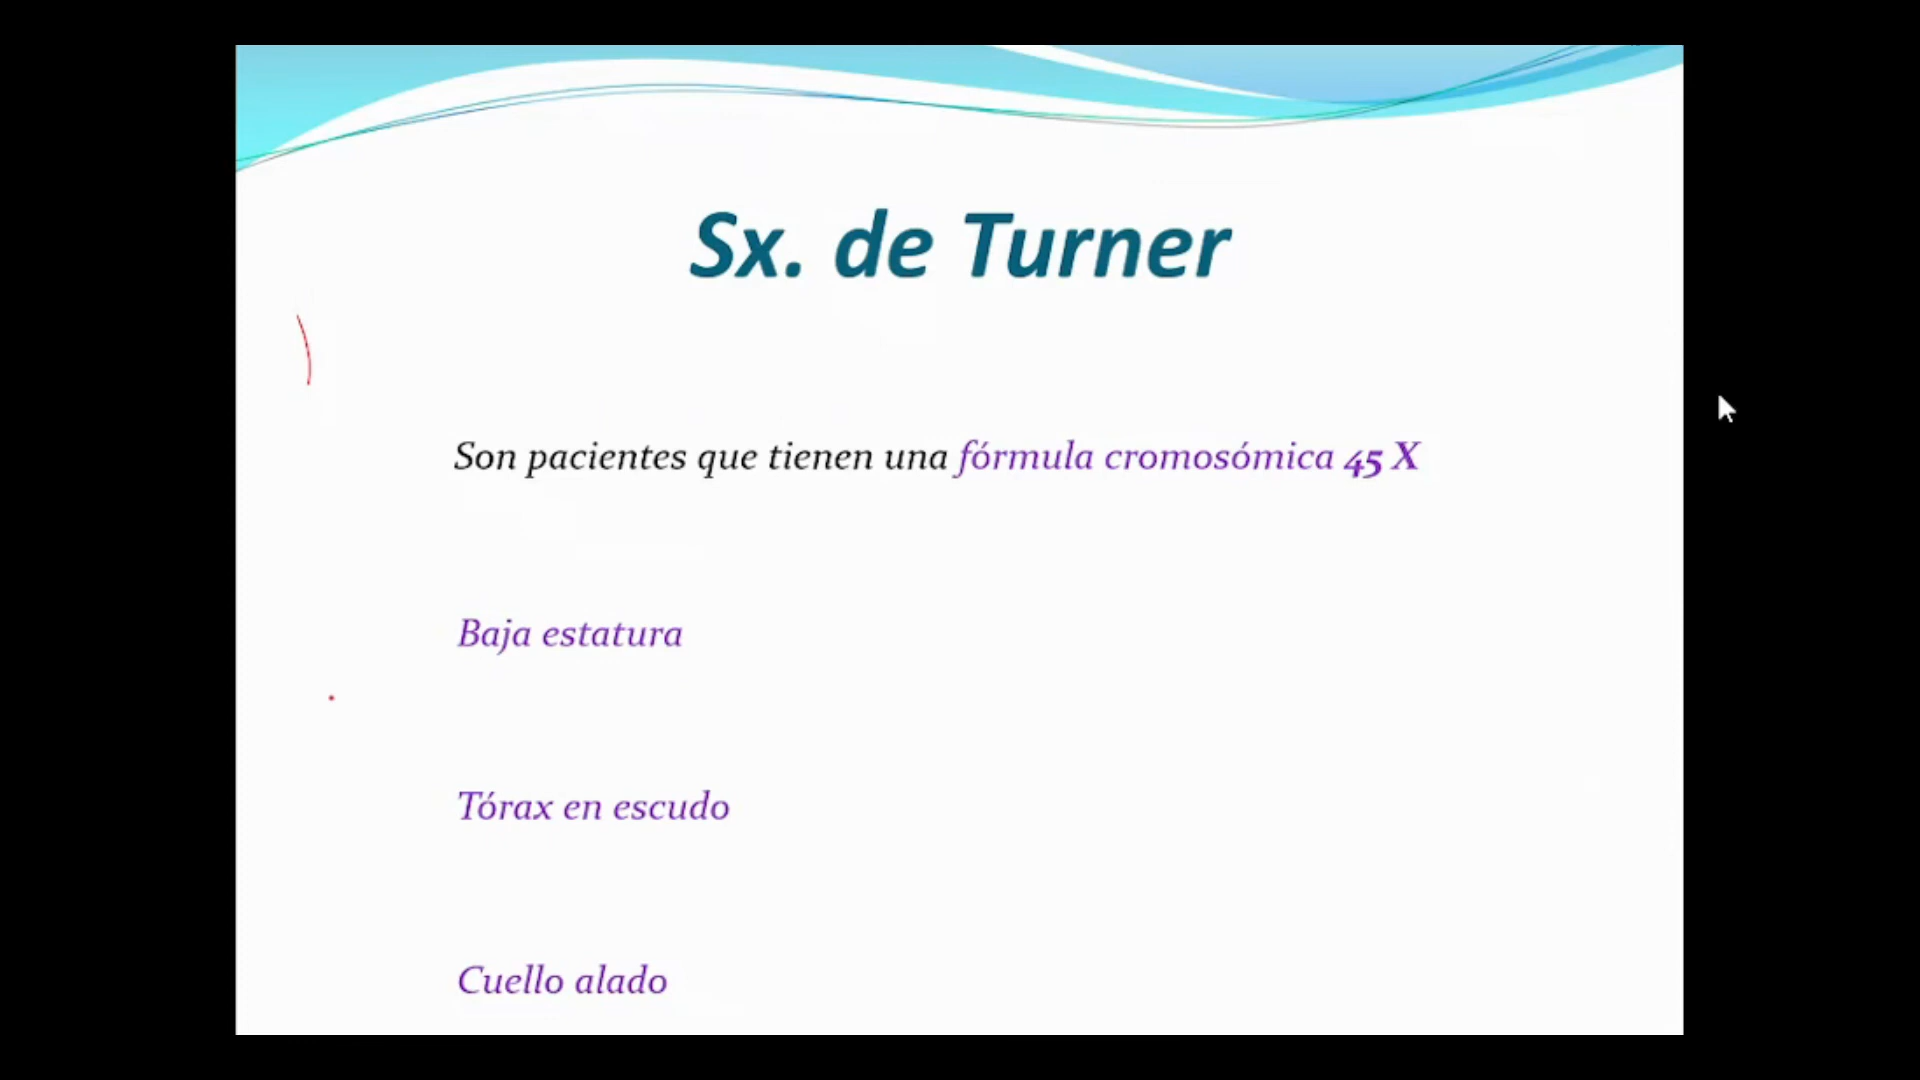 Sx. de Turner
Son pacientes que tienen una fórmula cromosómica 45 X
Baja estatura
Tórax en escudo
Cuello alado